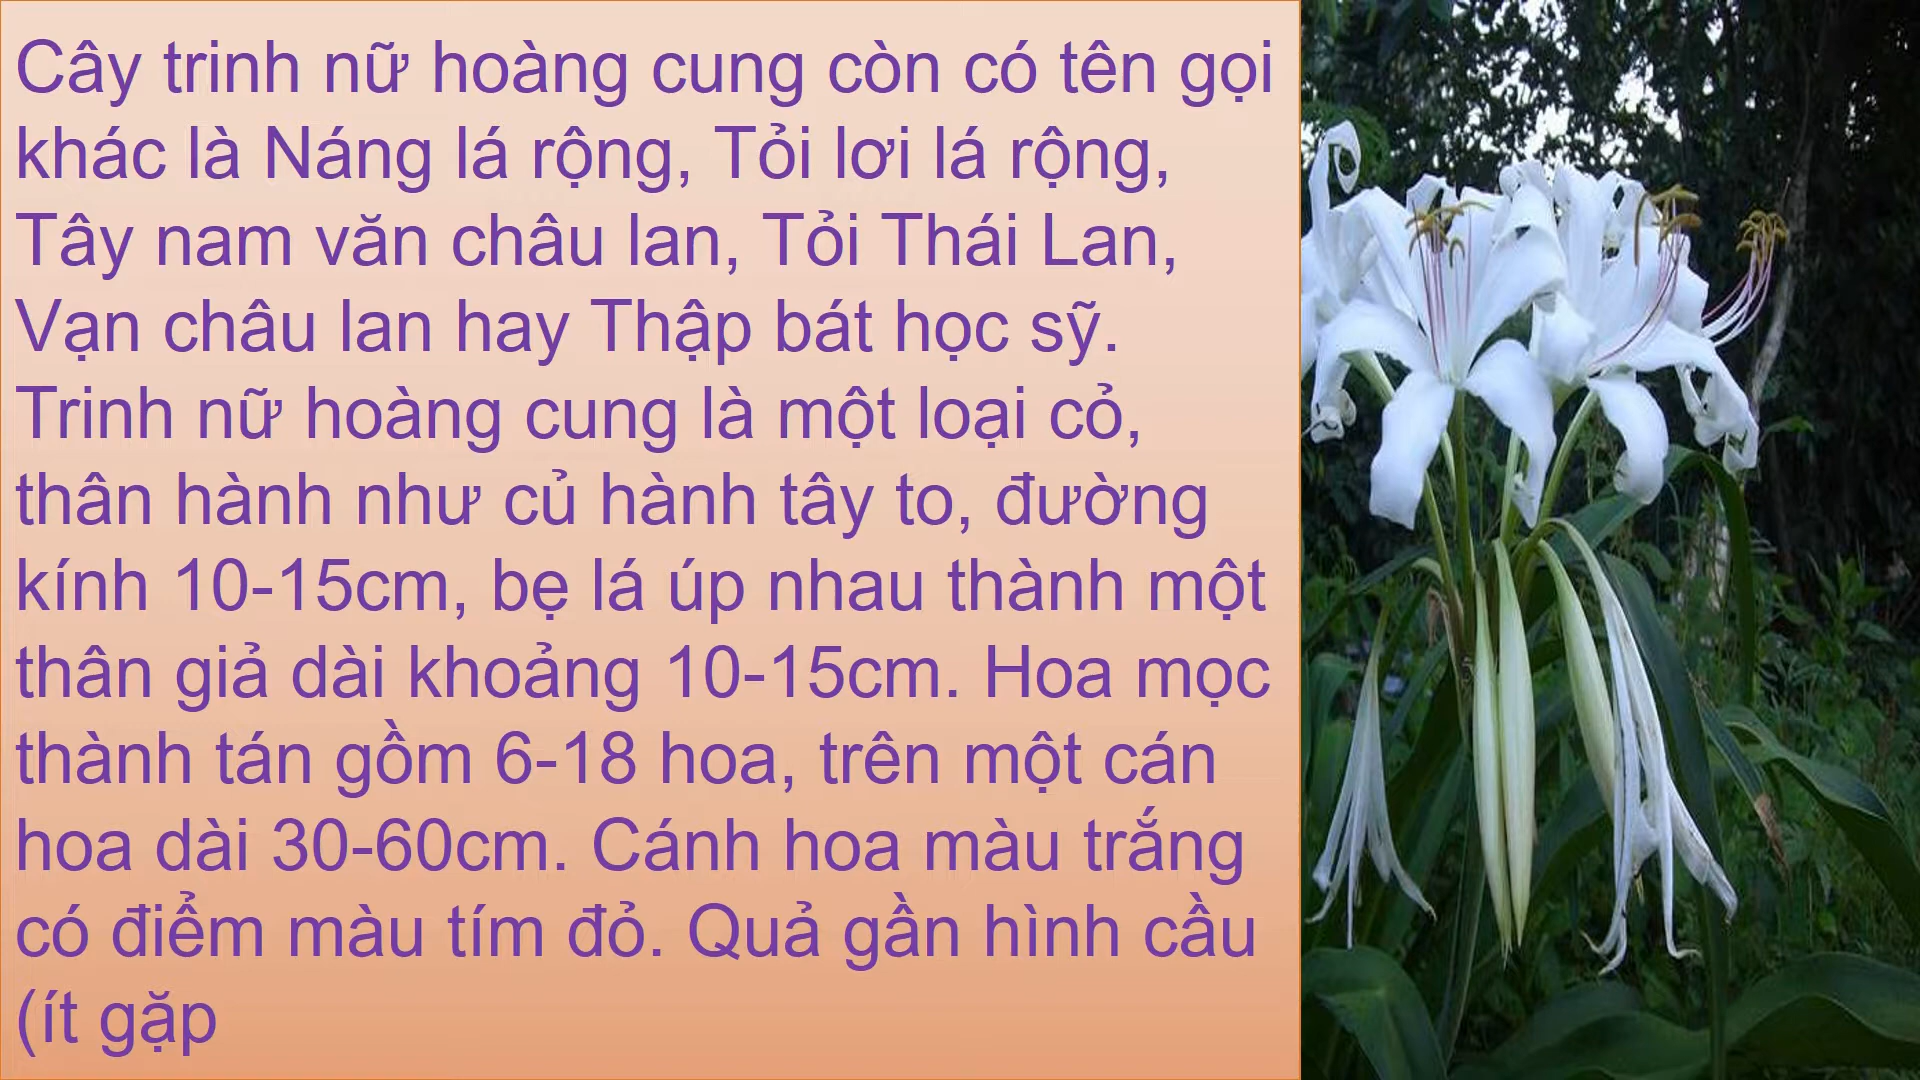 Cây trinh nữ hoàng cung còn có tên gọi
khác là Náng lá rộng, Tỏi lơi lá rộng,
Tây nam văn châu lan, Tỏi Thái Lan,
Vạn châu lan hay Thập bát học sỹ.
Trinh nữ hoàng cung là một loại cỏ,
thân hành như củ hành tây to, đường
kính 10-15cm, bẹ lá úp nhau thành một
thân giả dài khoảng 10-15cm. Hoa mọc
thành tán gồm 6-18 hoa, trên một cán
hoa dài 30-60cm. Cánh hoa màu trắng
có điểm màu tím đỏ. Quả gần hình cầu
(ít gặp